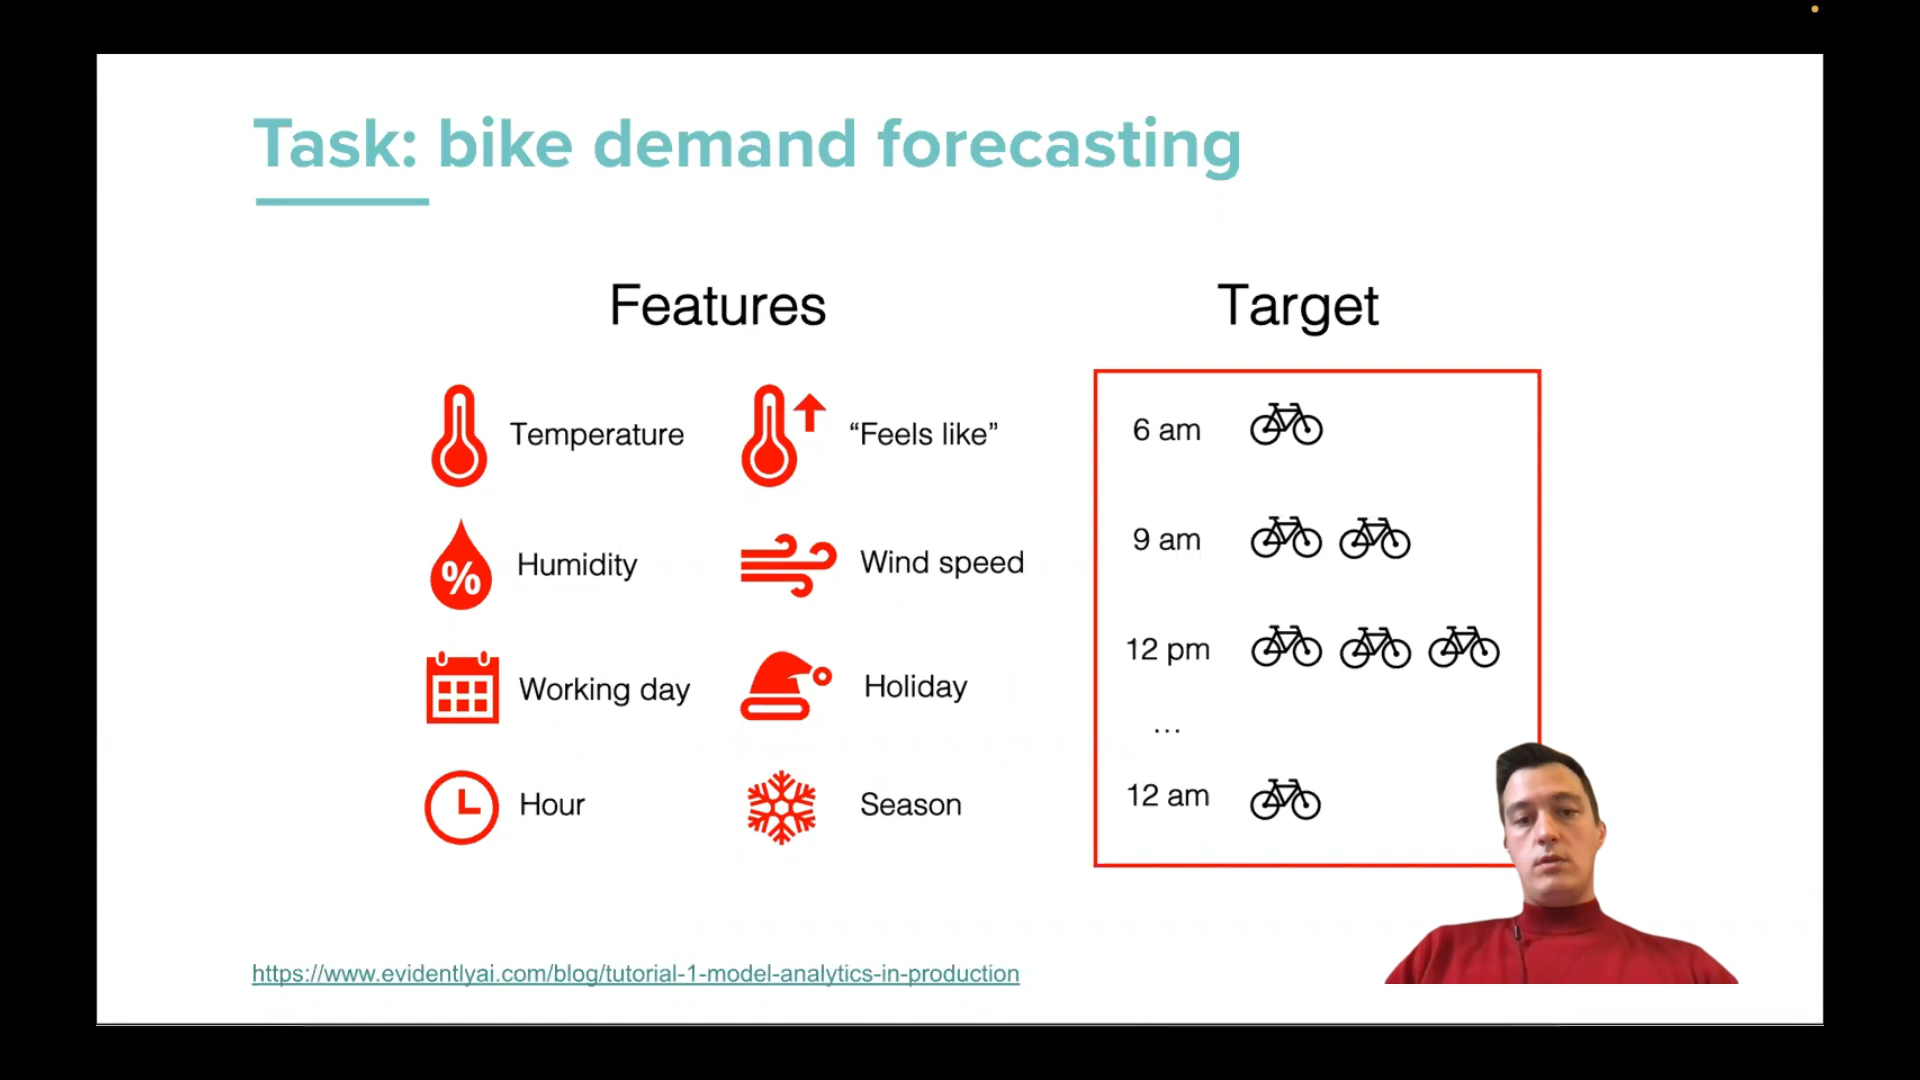 Task: bike demand forecasting
Features
Temperature
“Feels like”
%
Humidity
Wind speed
Working day
Holiday
Hour
Season
Target
6 am
9 am
12 pm
...
12 am
https://www.evidentlyai.com/blog/tutorial-1-model-analytics-in-production